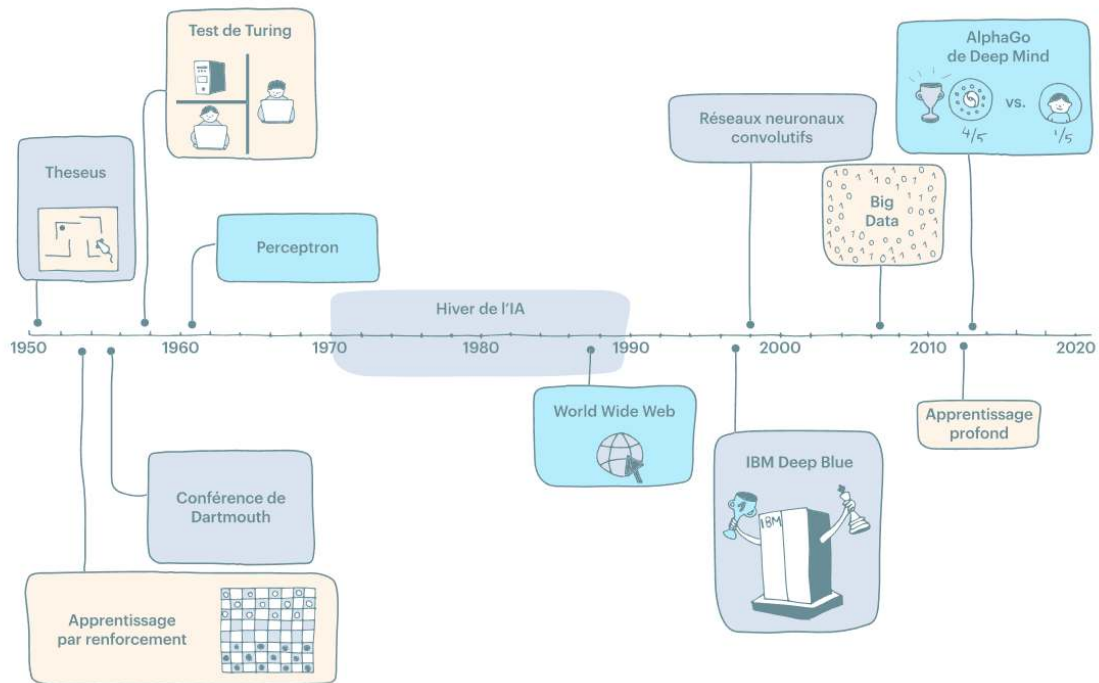 Test de Turing
AlphaGo
de Deep Mind
vs.
4/5
1/5
Réseaux neuronaux
convolutifs
Theseus
Big
Data
Perceptron
Hiver de l'IA
1950
1960
1970
1980
1990
2000
2010
2020
World Wide Web
Apprentissage
profond
IBM Deep Blue
IBM
Conférence de
Dartmouth
Apprentissage
par renforcement